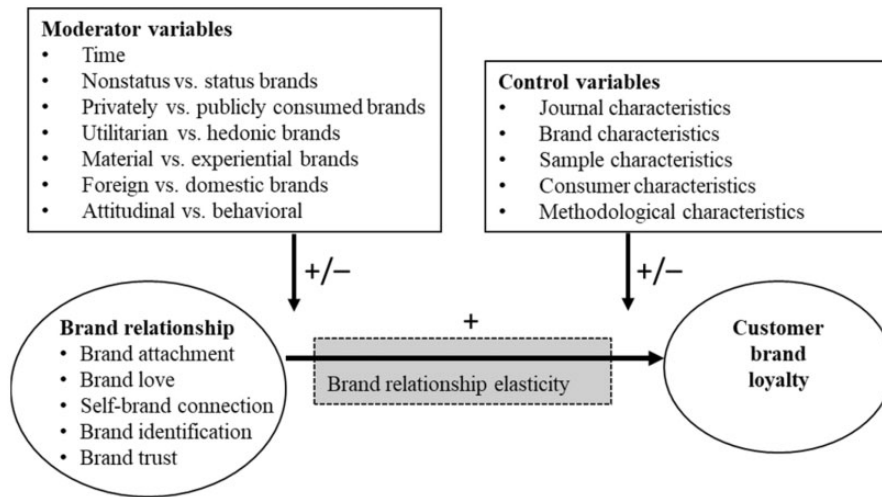 Moderator variables
• Time
• Nonstatus vs. status brands
• Privately vs. publicly consumed brands
• Utilitarian vs. hedonic brands
• Material vs. experiential brands
• Foreign vs. domestic brands
• Attitudinal vs. behavioral
Control variables
• Journal characteristics
• Brand characteristics
• Sample characteristics
• Consumer characteristics
• Methodological characteristics
+/−
+/−
Brand relationship
• Brand attachment
• Brand love
• Self-brand connection
• Brand identification
• Brand trust
+
Brand relationship elasticity
Customer
brand
loyalty